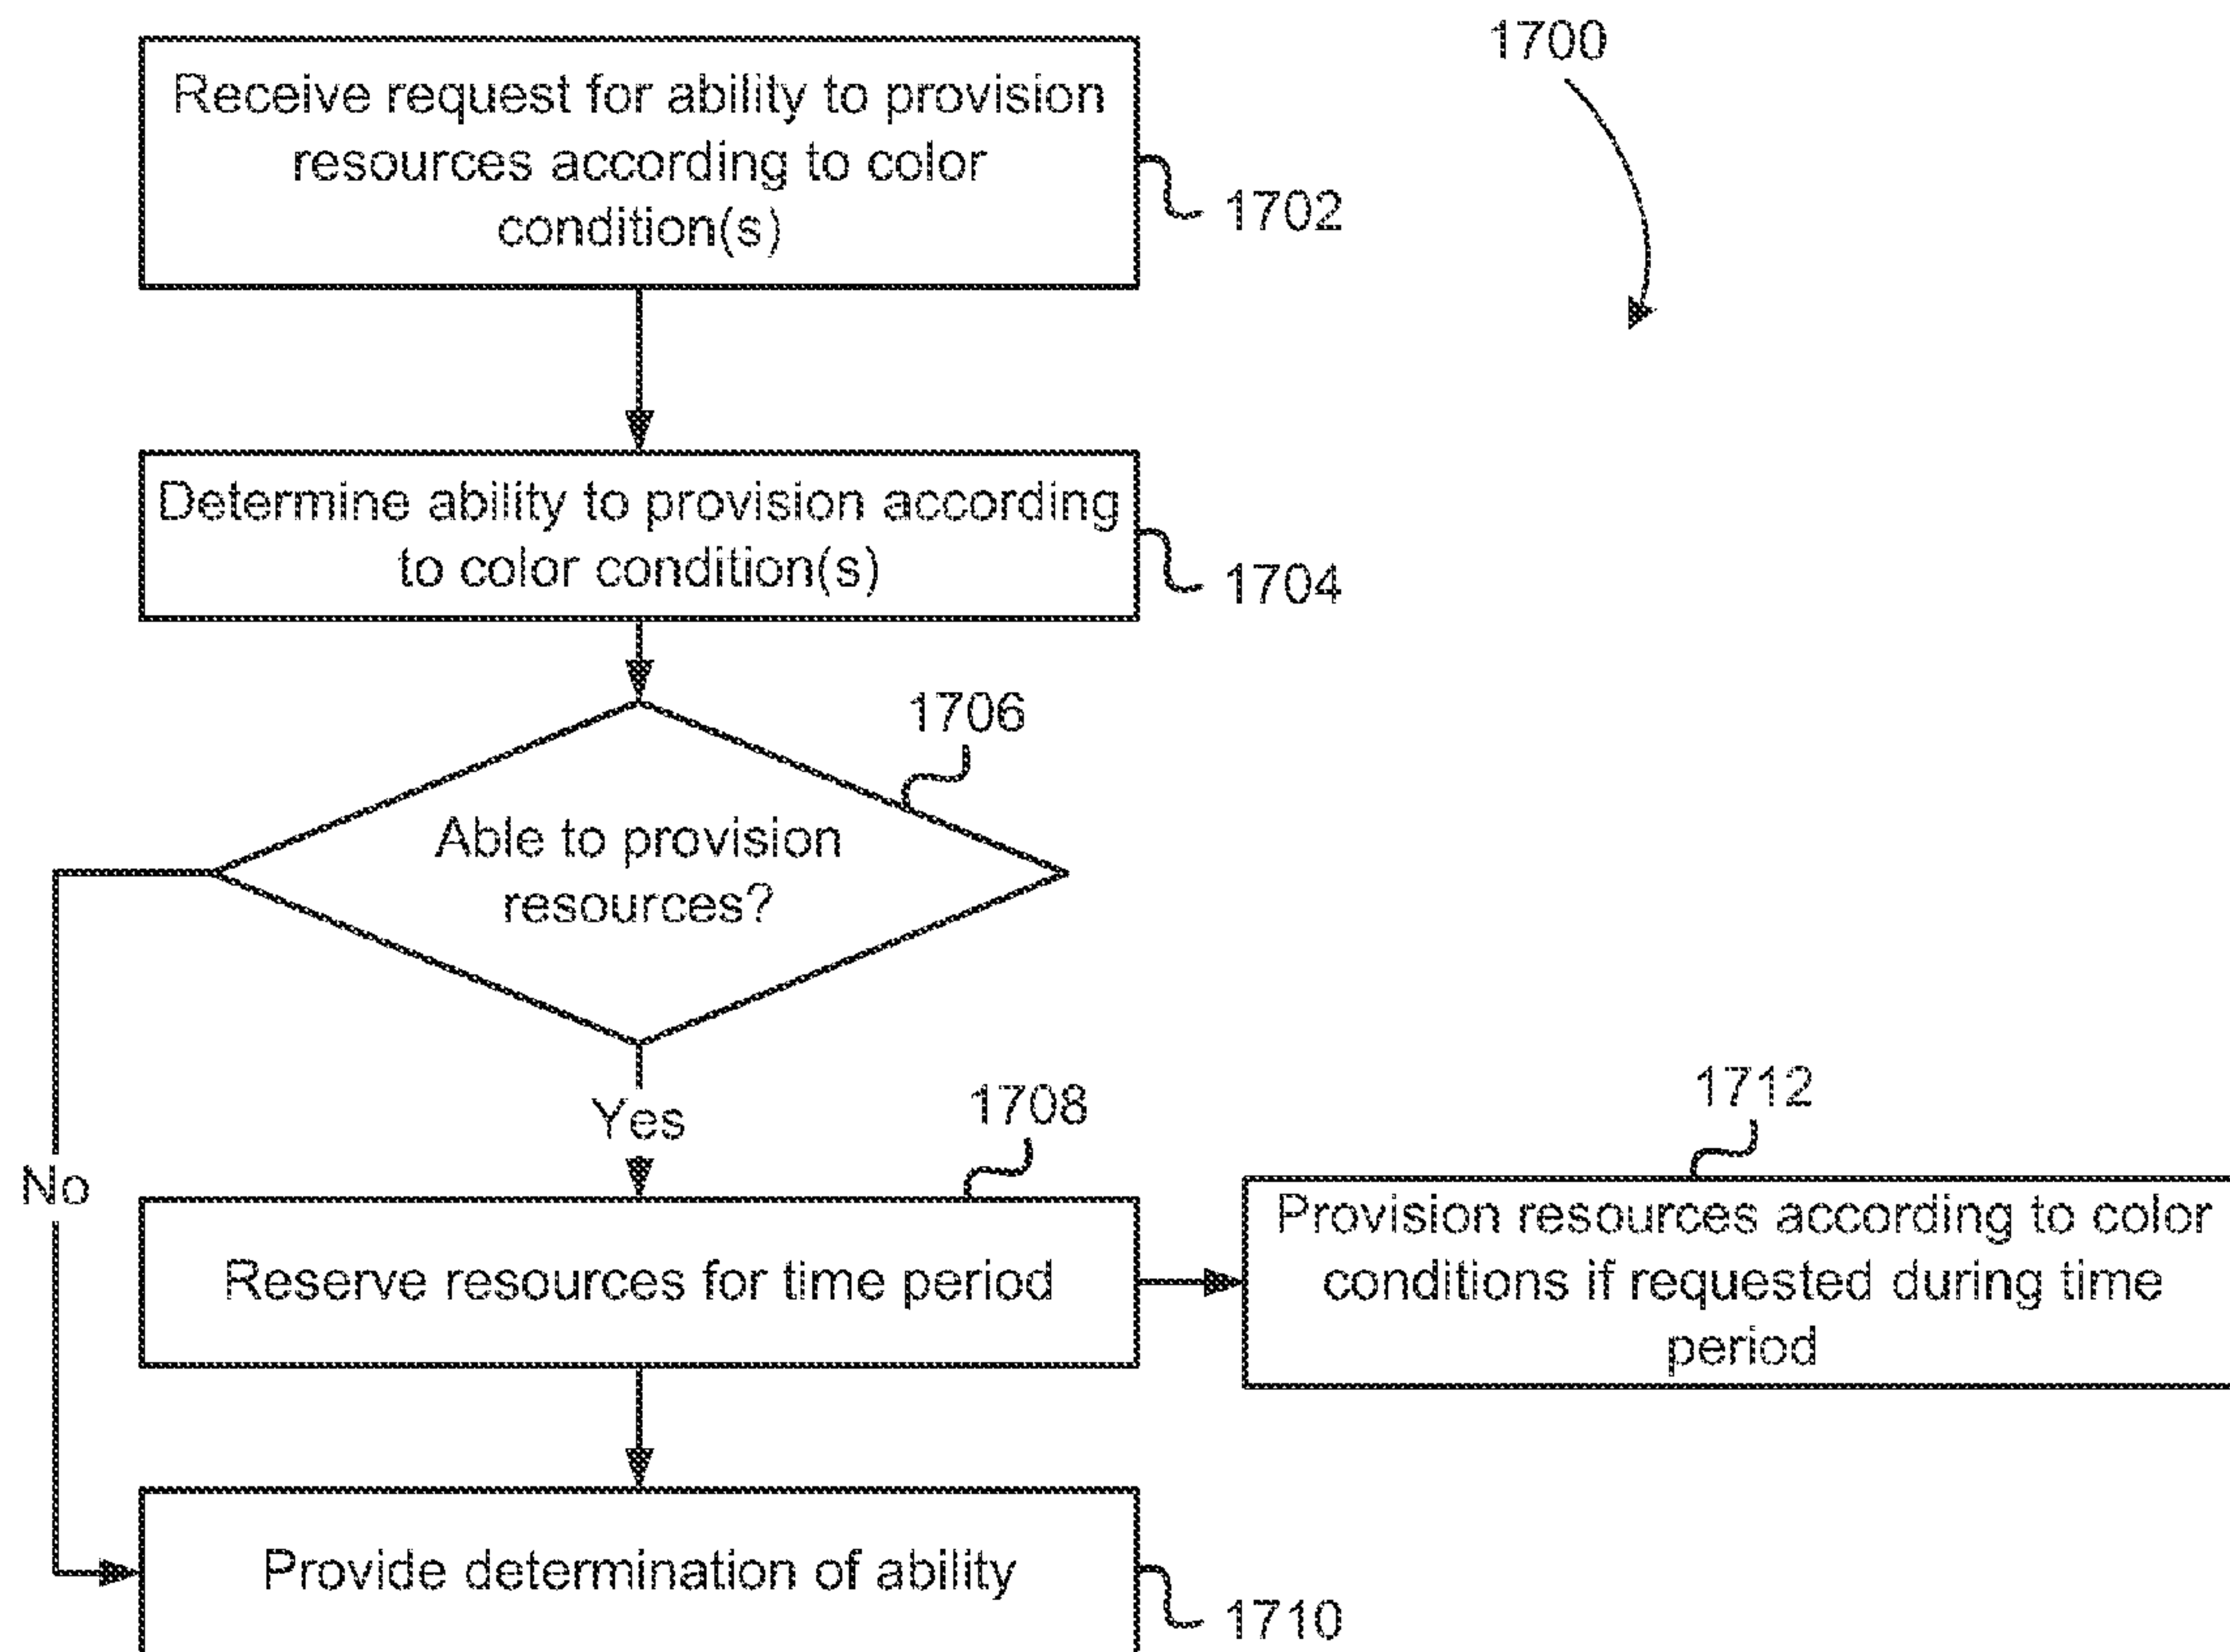 1700
Receive request for ability to provision
resources according to color
condition(s)
1702
Determine ability to provision according
to color condition(s)
1704
1706
Able to provision
resources?
Yes
No
1708
Reserve resources for time period
1712
Provision resources according to color
conditions if requested during time
period
Provide determination of ability
1710